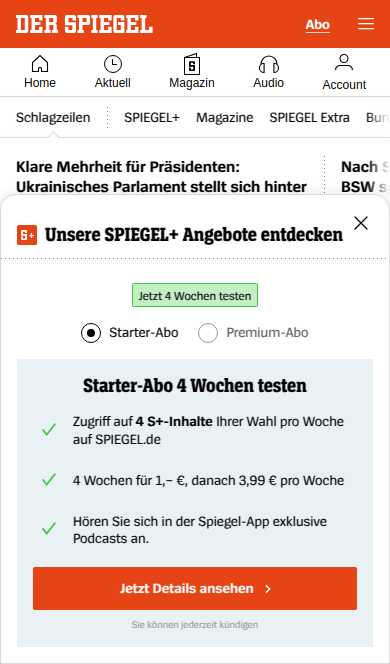 DER SPIEGEL
Abo
Home
Aktuell
Magazin
Audio
Account
Schlagzeilen
SPIEGEL+
Magazine
SPIEGEL Extra
Klare Mehrheit für Präsidenten:
Ukrainisches Parlament stellt sich hinter
Nach S
BSW s
S+ Unsere SPIEGEL+ Angebote entdecken
Jetzt 4 Wochen testen
Starter-Abo
Premium-Abo
Starter-Abo 4 Wochen testen
Zugriff auf 4 S+-Inhalte Ihrer Wahl pro Woche
auf SPIEGEL.de
4 Wochen für 1,– €, danach 3,99 € pro Woche
Hören Sie sich in der Spiegel-App exklusive
Podcasts an.
Jetzt Details ansehen
Sie können jederzeit kündigen